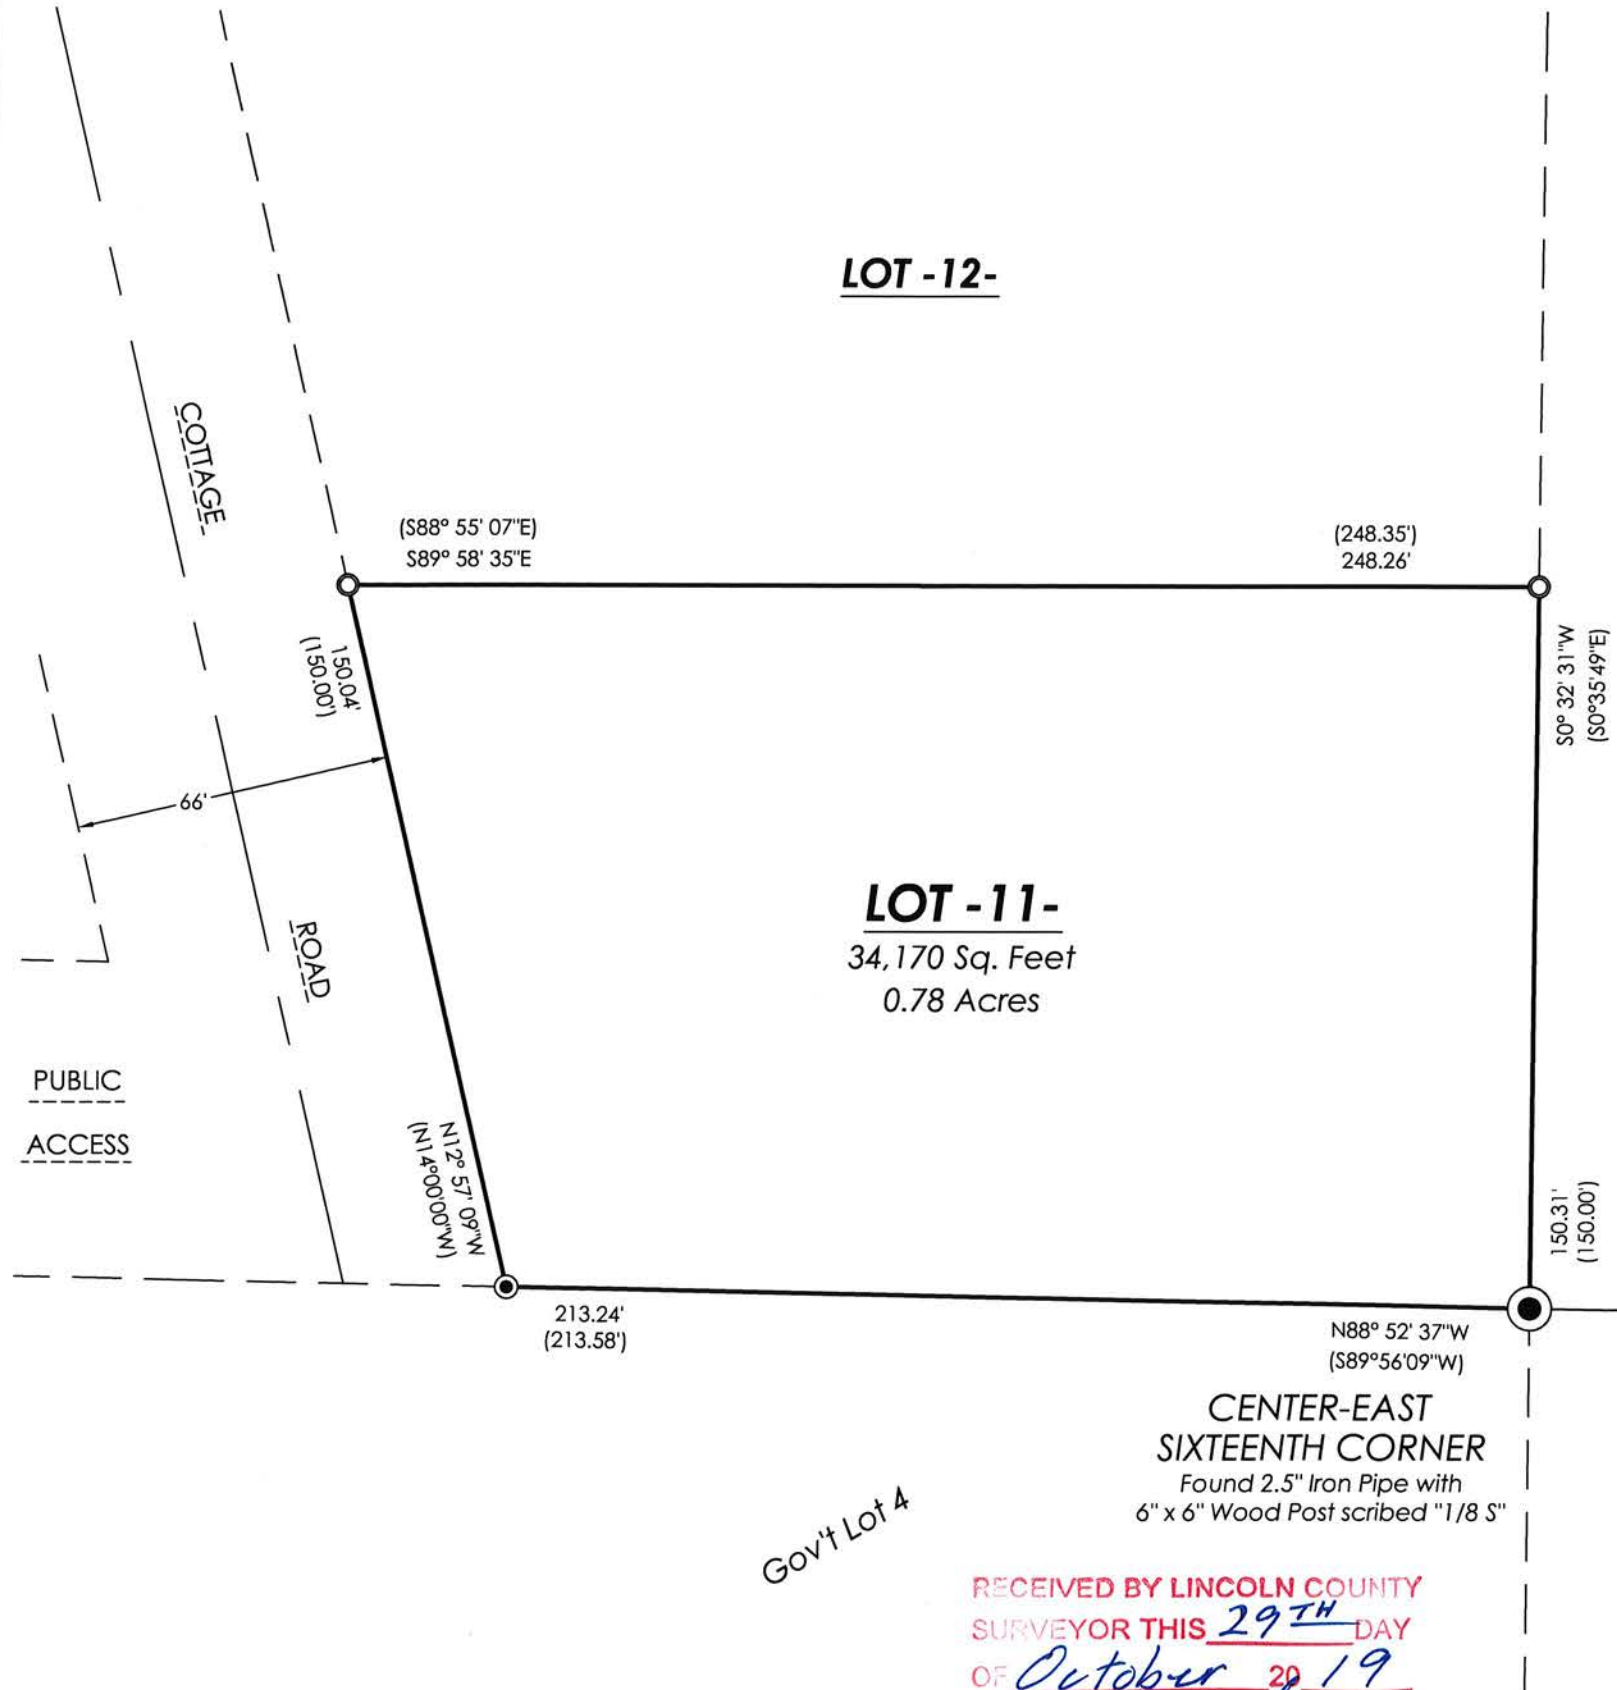 LOT -12-
COTTAGE
(S88° 55' 07"E)
S89° 58' 35"E
(248.35')
248.26'
150.04'
(150.00')
S0° 32' 31"W
(S0°35'49"E)
66'
LOT -11-
34,170 Sq. Feet
0.78 Acres
ROAD
PUBLIC
ACCESS
N12° 57' 09"W
(N14°00'00"W)
150.31'
(150.00')
213.24'
(213.58')
N88° 52' 37"W
(S89°56'09"W)
CENTER-EAST
SIXTEENTH CORNER
Found 2.5" Iron Pipe with
6" x 6" Wood Post scribed "1/8 S"
Gov't Lot 4
RECEIVED BY LINCOLN COUNTY
SURVEYOR THIS 29TH DAY
OF October 20 19